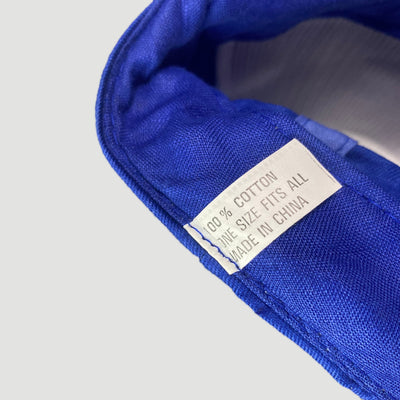 100% COTTON
ONE SIZE FITS ALL
MADE IN CHINA